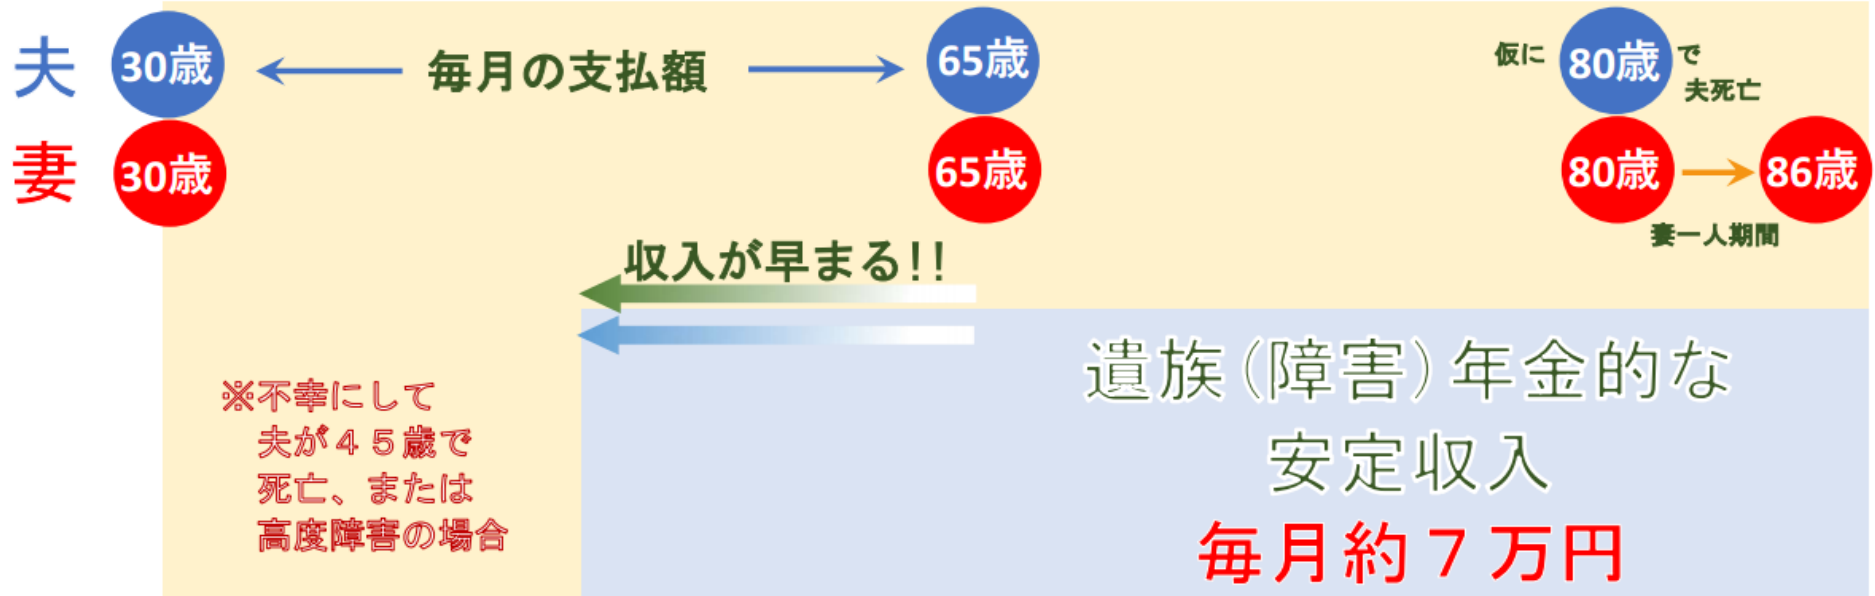 夫 30歳 毎月の支払額 65歳 仮に 80歳 で
夫死亡
妻 30歳 65歳 80歳 86歳
妻一人期間
収入が早まる!!
※不幸にして
夫が45歳で
死亡、または
高度障害の場合
遺族(障害)年金的な
安定収入
毎月約7万円